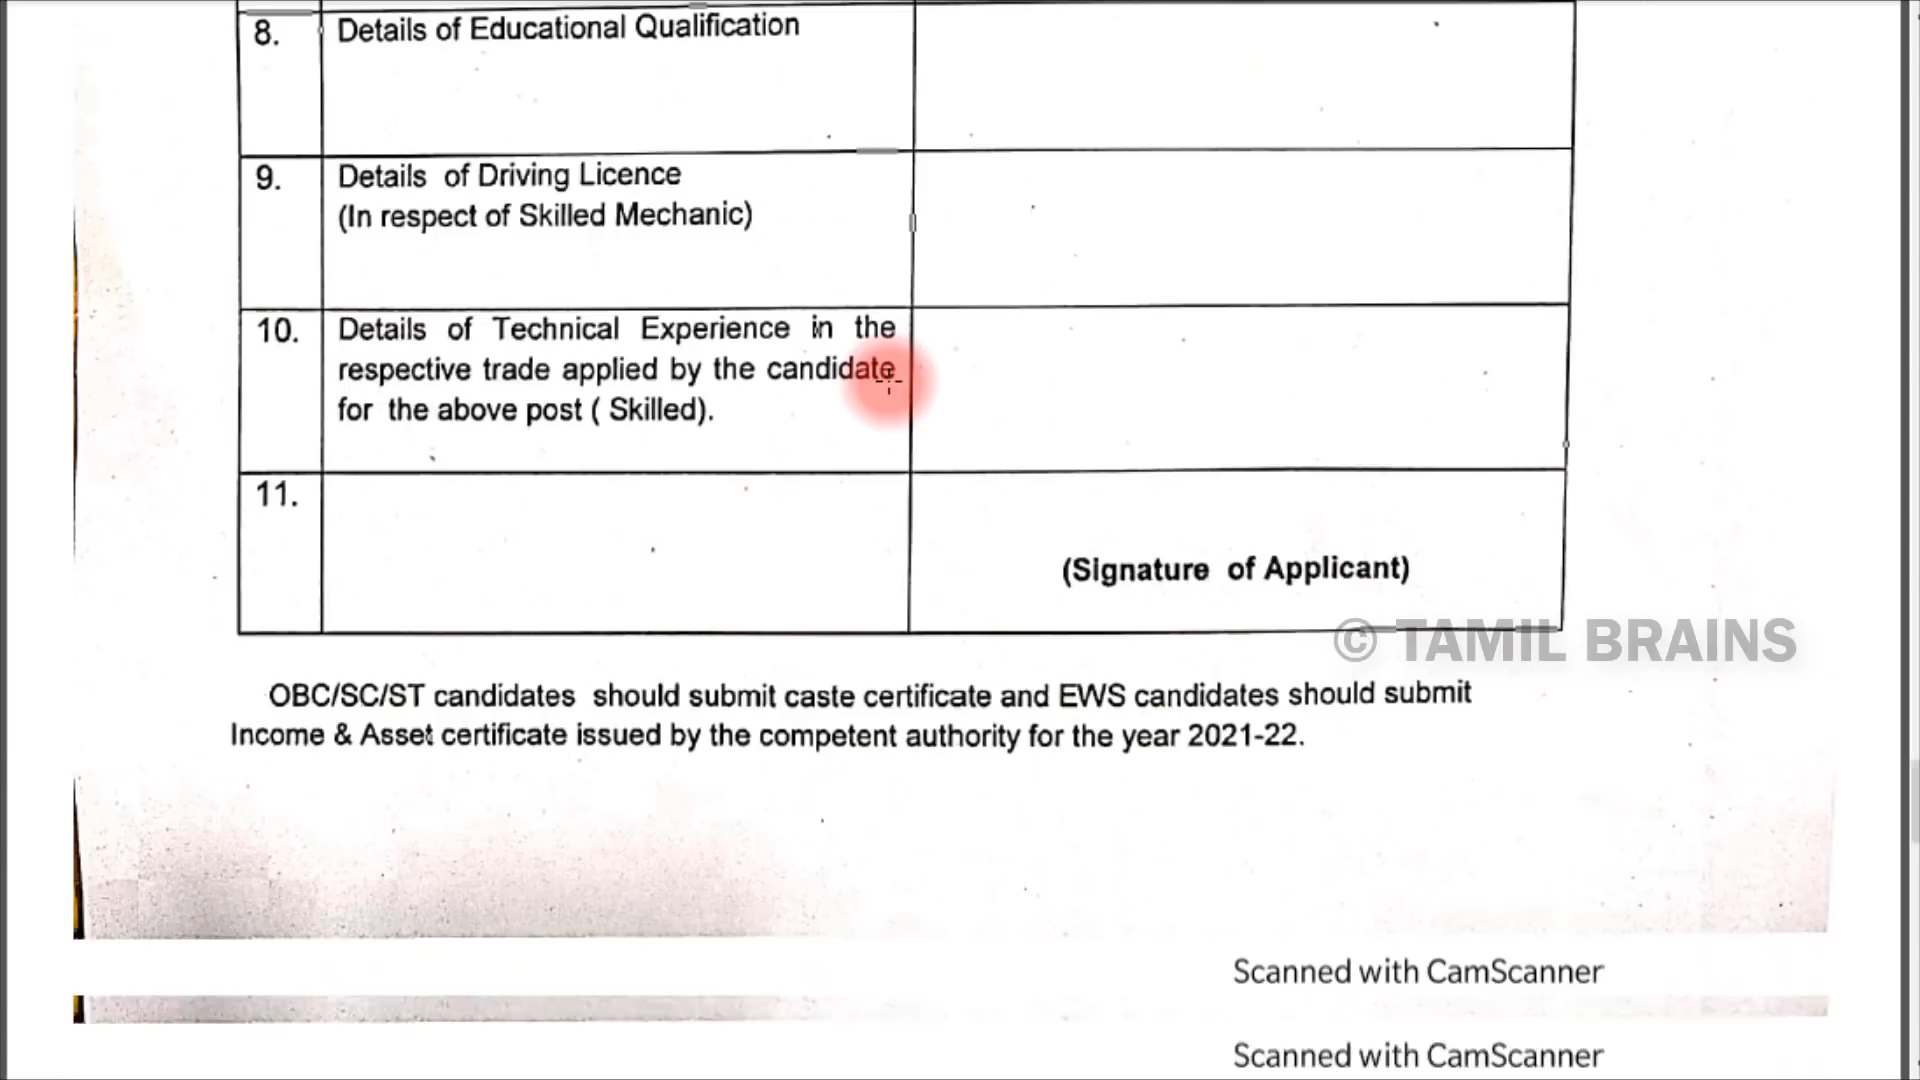 8. Details of Educational Qualification
9. Details of Driving Licence
(In respect of Skilled Mechanic)
10. Details of Technical Experience in the
respective trade applied by the candidate
for the above post ( Skilled).
11.
(Signature of Applicant)
© TAMIL BRAINS
OBC/SC/ST candidates should submit caste certificate and EWS candidates should submit
Income & Asset certificate issued by the competent authority for the year 2021-22.
Scanned with CamScanner
Scanned with CamScanner